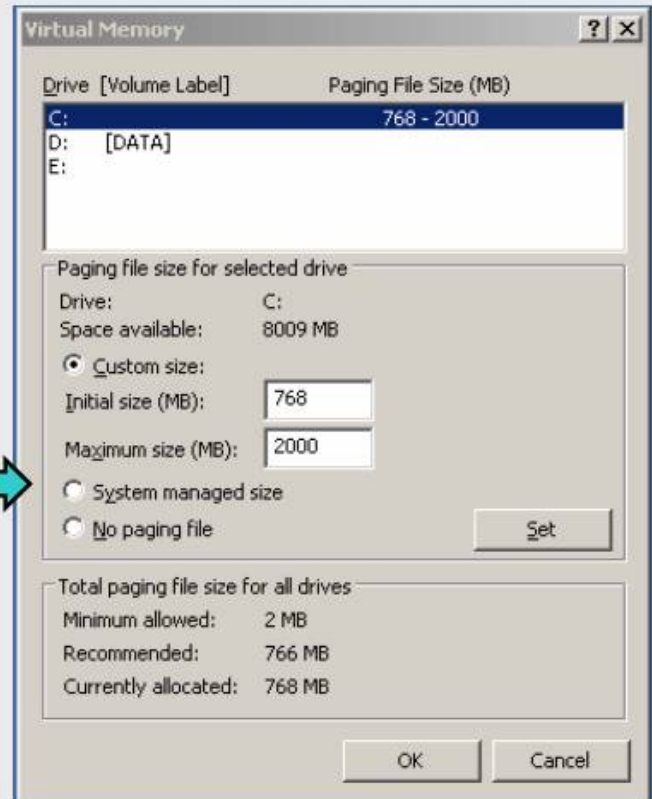 Virtual Memory
Drive [Volume Label] Paging File Size (MB)
C: 768 - 2000
D: [DATA]
E:
Paging file size for selected drive
Drive: C:
Space available: 8009 MB
Custom size:
Initial size (MB): 768
Maximum size (MB): 2000
System managed size
No paging file Set
Total paging file size for all drives
Minimum allowed: 2 MB
Recommended: 766 MB
Currently allocated: 768 MB
OK Cancel